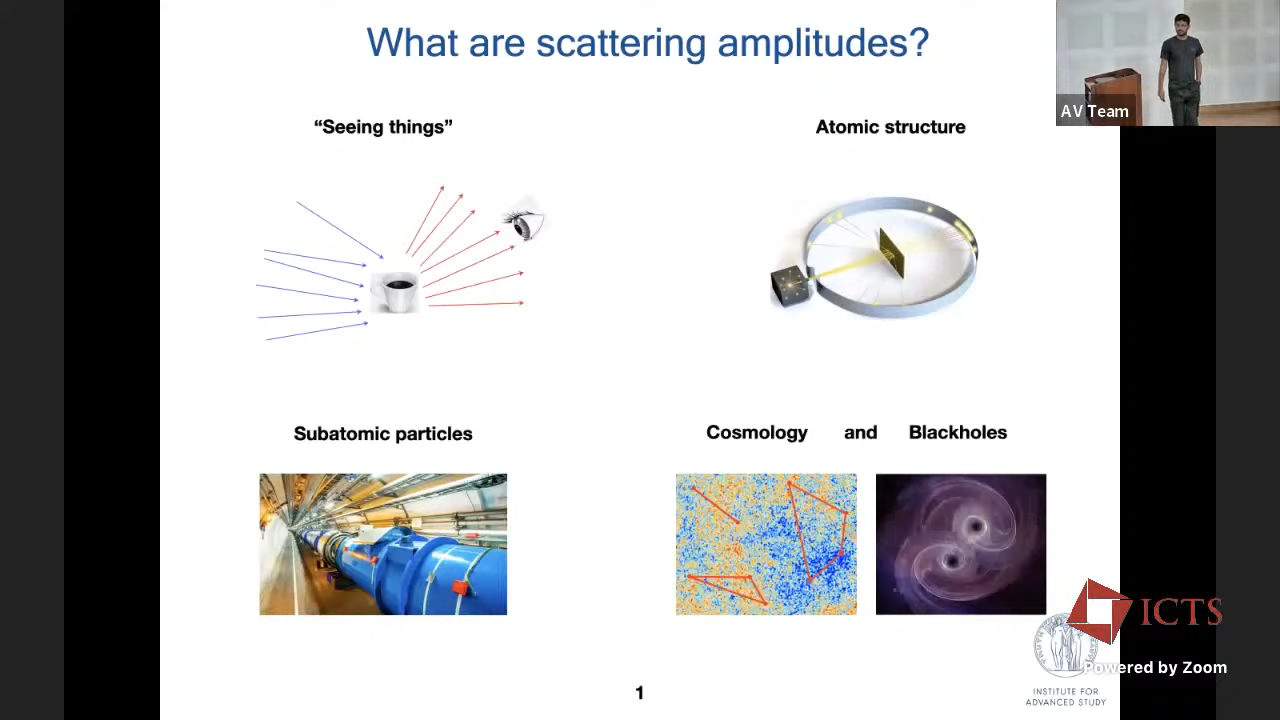 What are scattering amplitudes?
AV Team
“Seeing things”
Atomic structure
Subatomic particles
Cosmology and Blackholes
ICTS
Powered by Zoom
INSTITUTE FOR
ADVANCED STUDY
1